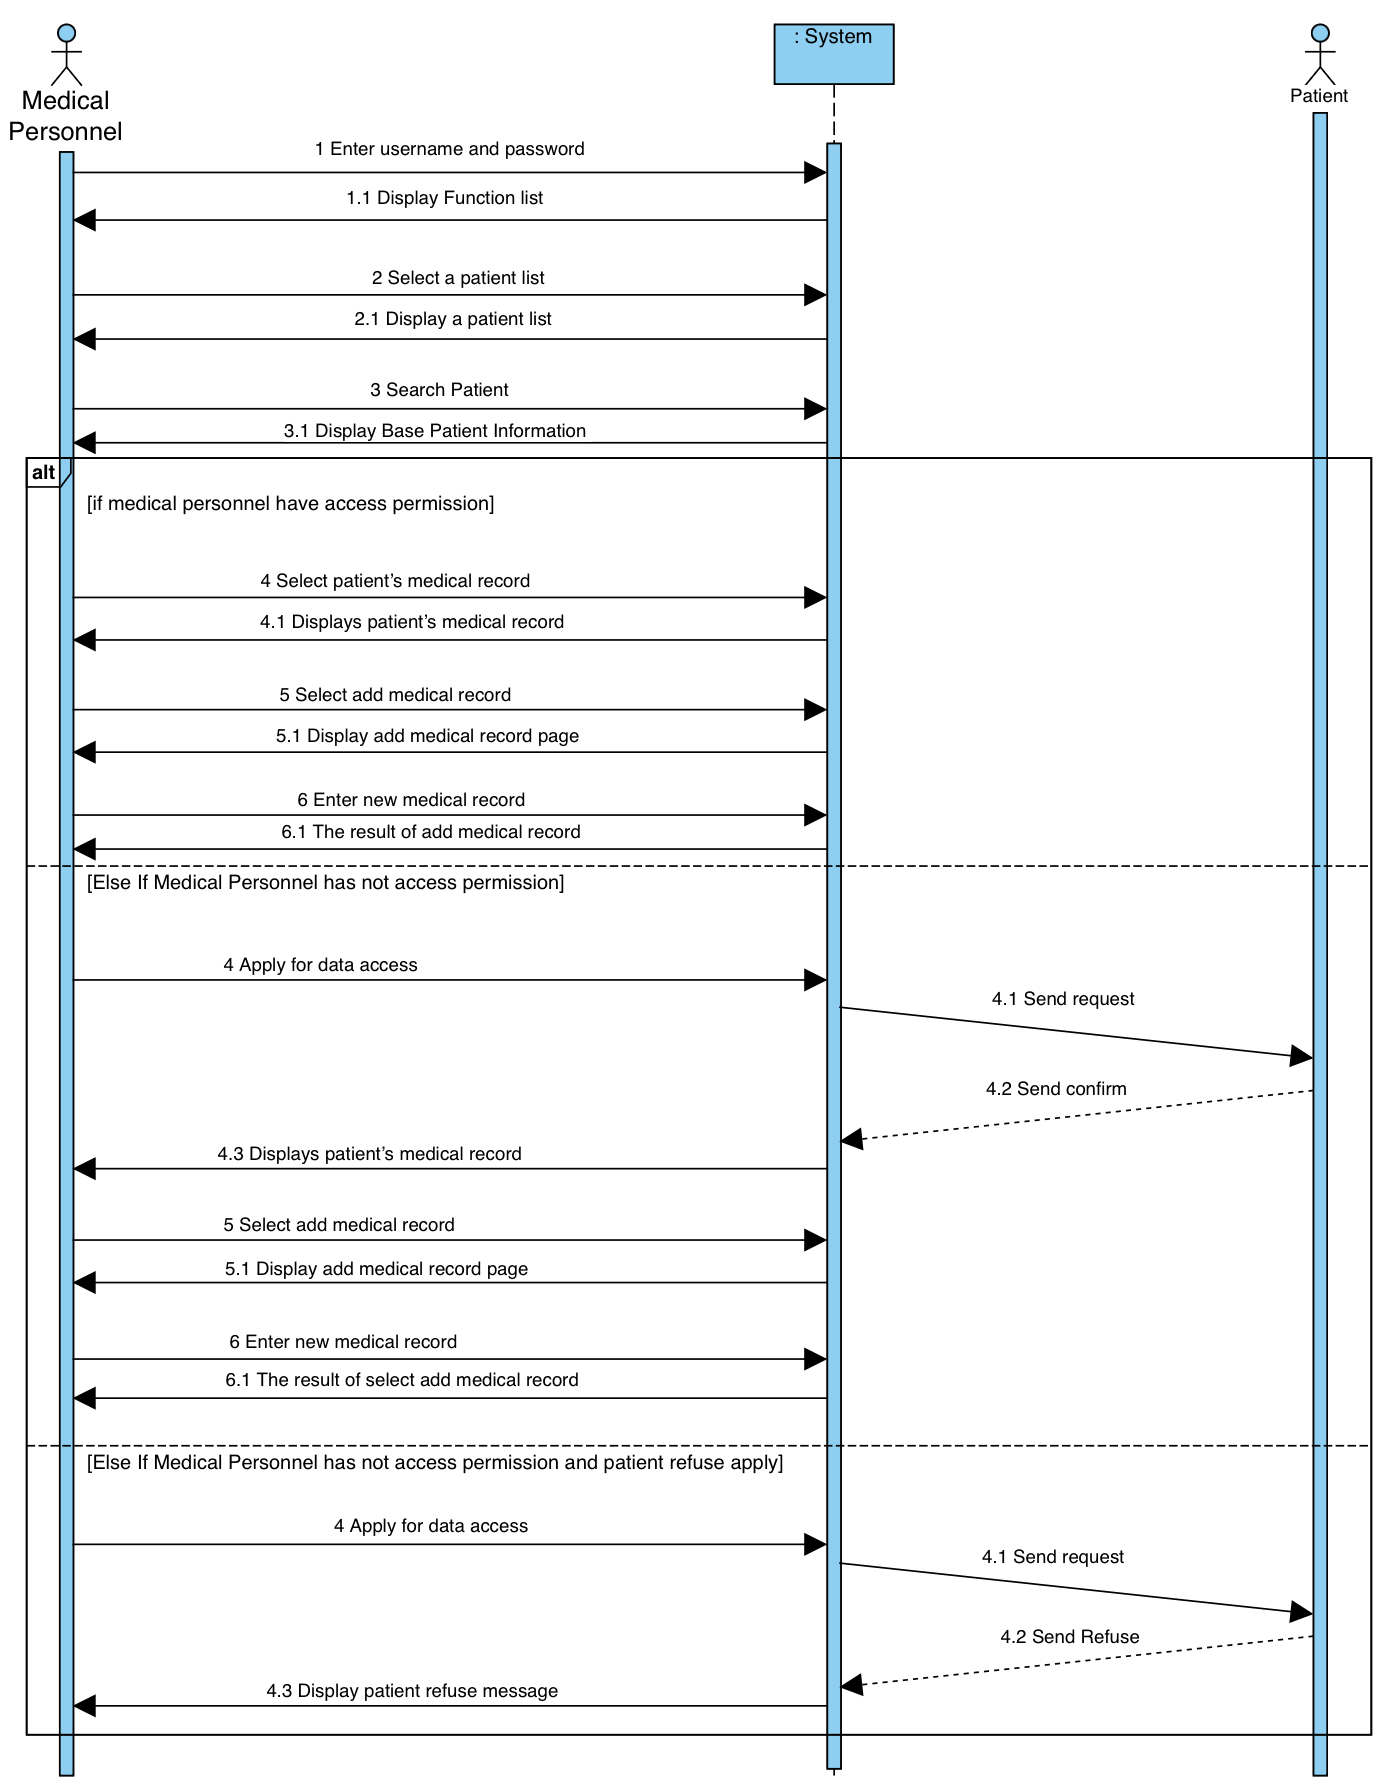 : System
Medical
Personnel
Patient
1 Enter username and password
1.1 Display Function list
2 Select a patient list
2.1 Display a patient list
3 Search Patient
3.1 Display Base Patient Information
alt
[if medical personnel have access permission]
4 Select patient’s medical record
4.1 Displays patient’s medical record
5 Select add medical record
5.1 Display add medical record page
6 Enter new medical record
6.1 The result of add medical record
[Else If Medical Personnel has not access permission]
4 Apply for data access
4.1 Send request
4.2 Send confirm
4.3 Displays patient’s medical record
5 Select add medical record
5.1 Display add medical record page
6 Enter new medical record
6.1 The result of select add medical record
[Else If Medical Personnel has not access permission and patient refuse apply]
4 Apply for data access
4.1 Send request
4.2 Send Refuse
4.3 Display patient refuse message